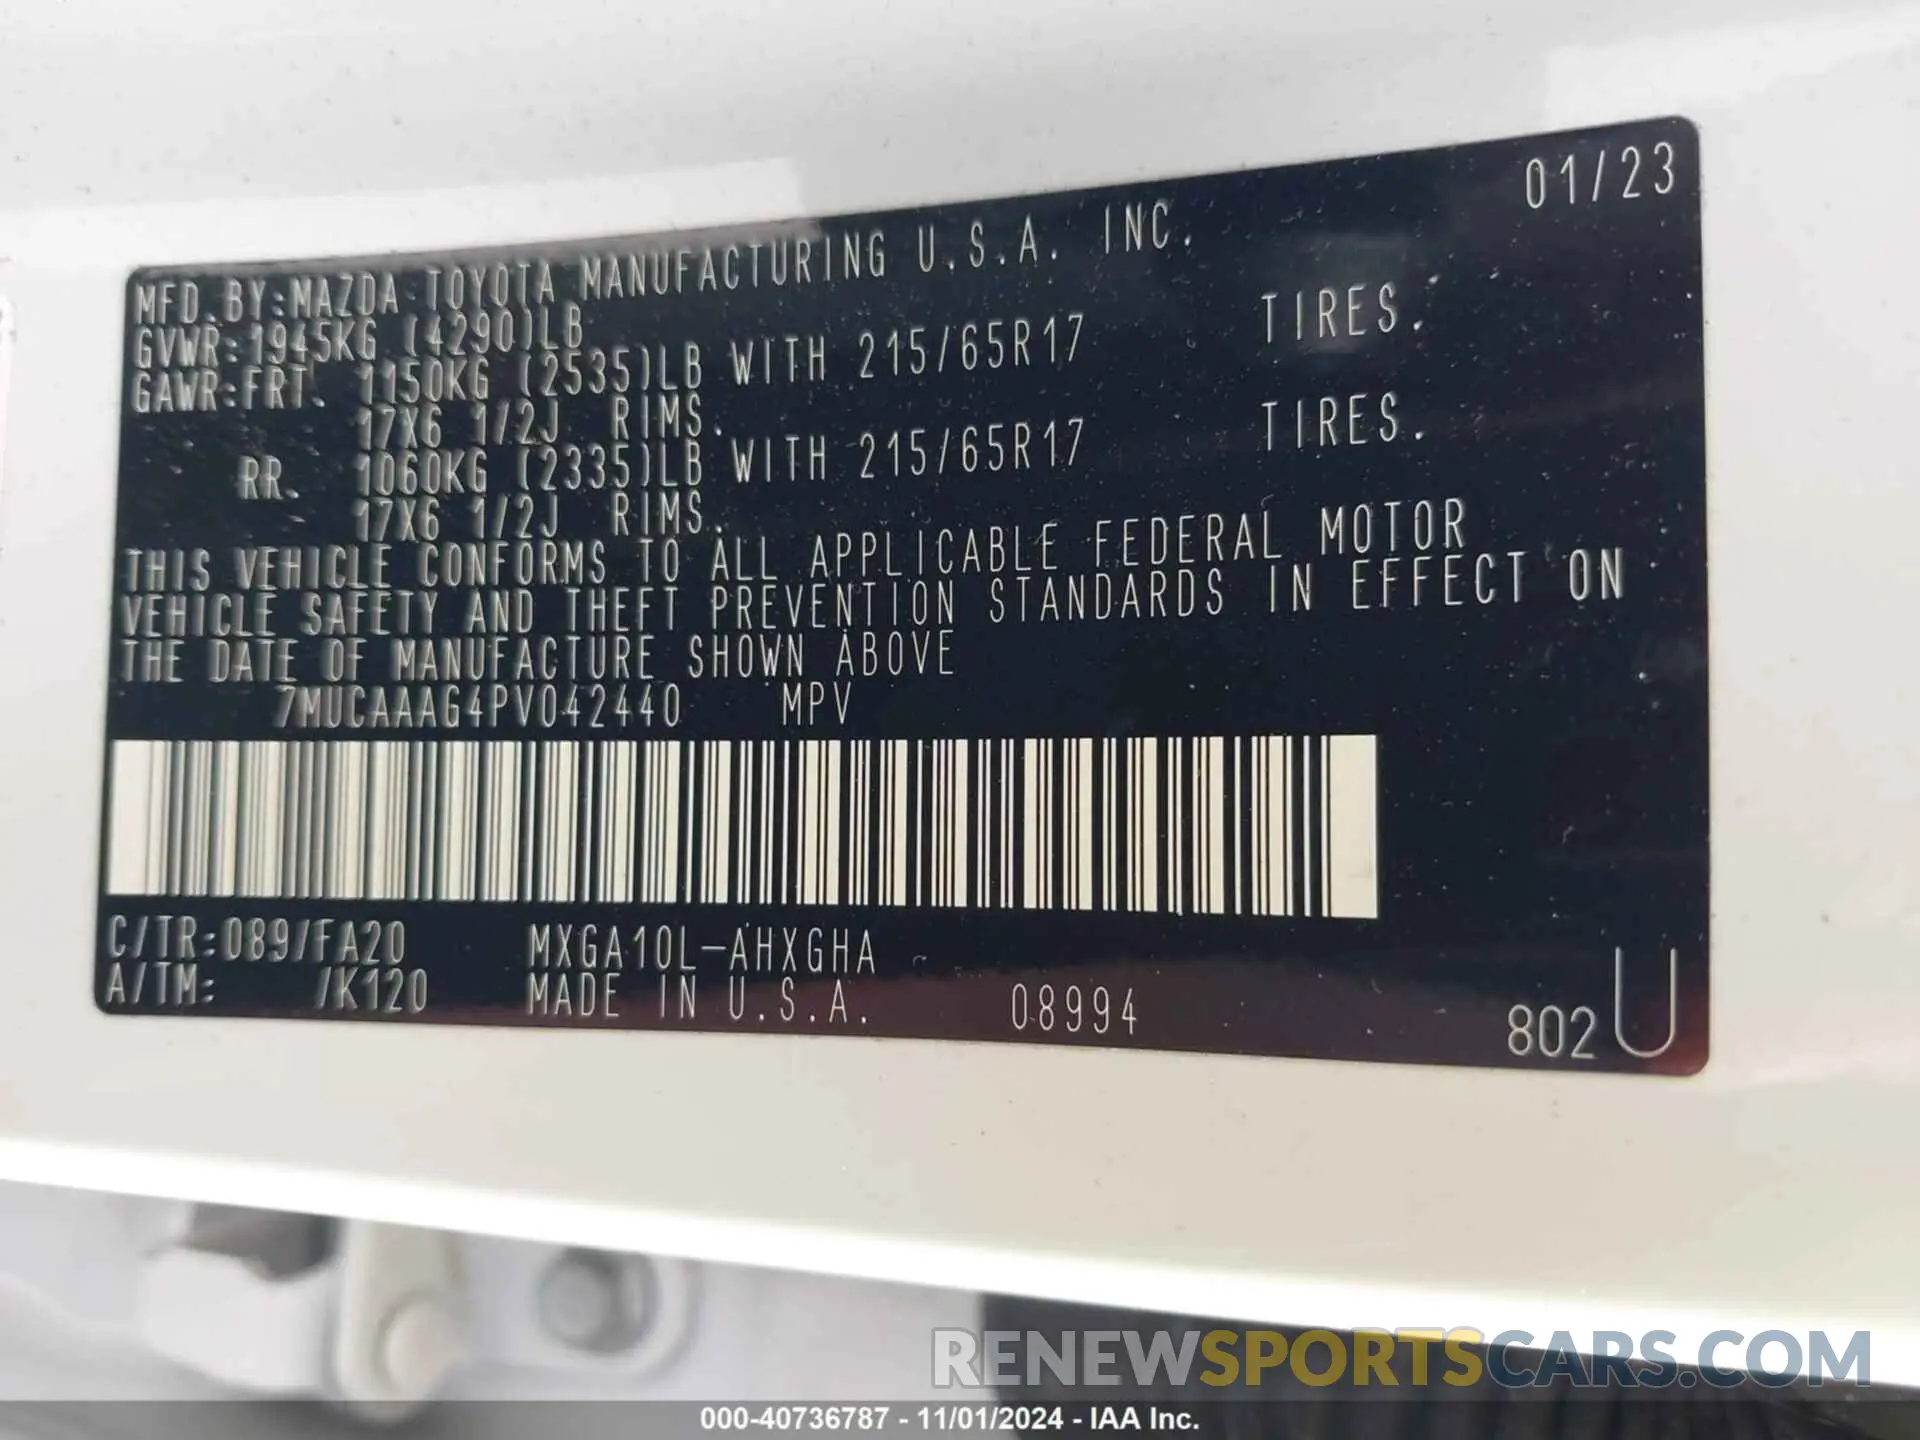 01/23
MFD. BY: MAZDA TOYOTA MANUFACTURING U.S.A. INC.
GVWR: 1945KG (4290)LB
GAWR: FRT. 1150KG (2535)LB WITH 215/65R17 TIRES.
17X6 1/2J RIMS.
RR. 1060KG (2335)LB WITH 215/65R17 TIRES.
17X6 1/2J RIMS.
THIS VEHICLE CONFORMS TO ALL APPLICABLE FEDERAL MOTOR
VEHICLE SAFETY AND THEFT PREVENTION STANDARDS IN EFFECT ON
THE DATE OF MANUFACTURE SHOWN ABOVE
7MUCAAAG4PV042440 MPV
C/TR: 089/FA20 MXGA10L-AHXGHA
A/TM: /K120 MADE IN U.S.A. 08994
802 U
RENEWSPORTSCARS.COM
000-40736787 - 11/01/2024 - IAA Inc.